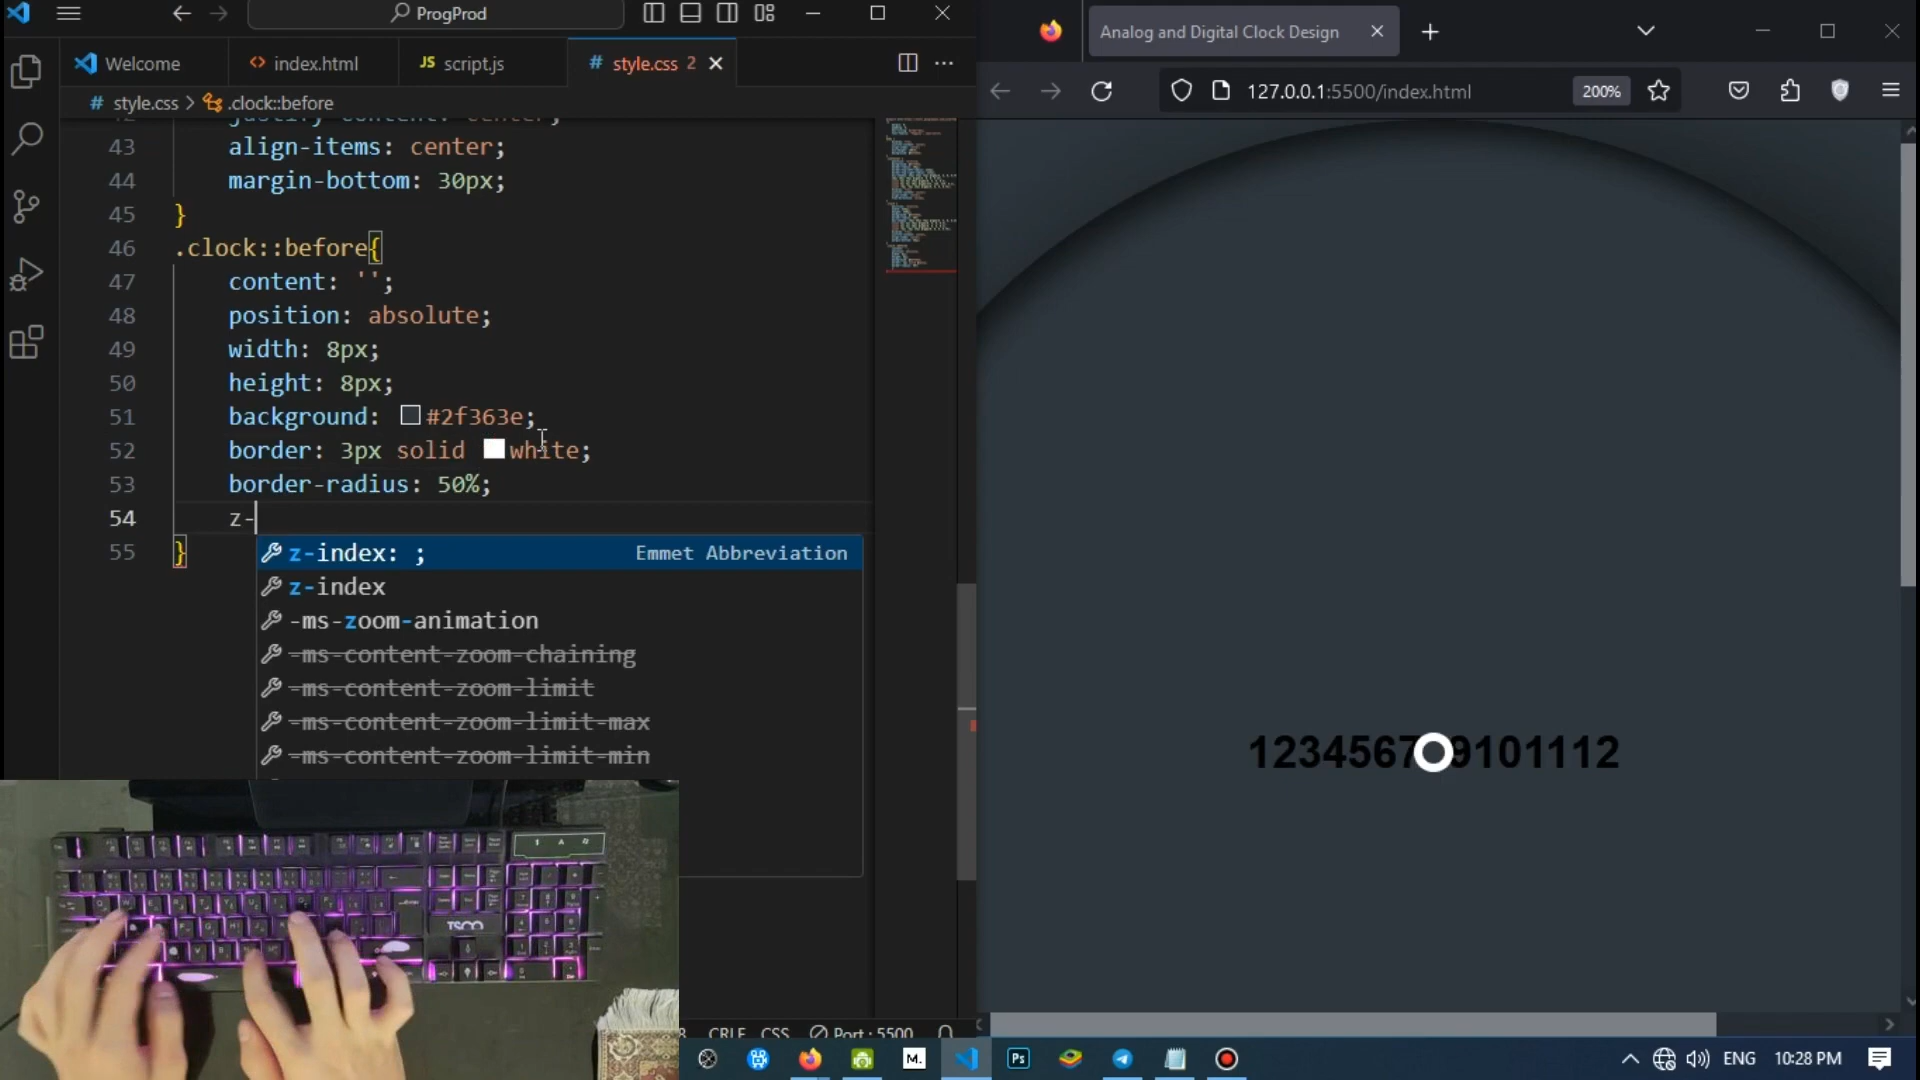 ProgProd
Welcome
index.html
JS script.js
# style.css 2
# style.css > .clock::before
43 align-items: center;
44 margin-bottom: 30px;
45 }
46 .clock::before{
47 content: '';
48 position: absolute;
49 width: 8px;
50 height: 8px;
51 background: #2f363e;
52 border: 3px solid white;
53 border-radius: 50%;
54 z-
55 }
z-index: ; Emmet Abbreviation
z-index
-ms-zoom-animation
-ms-content-zoom-chaining
-ms-content-zoom-limit
-ms-content-zoom-limit-max
-ms-content-zoom-limit-min
CRLF CSS Port : 5500
Analog and Digital Clock Design
127.0.0.1:5500/index.html 200%
1234567 9101112
TSCO
M.
Ps
ENG 10:28 PM